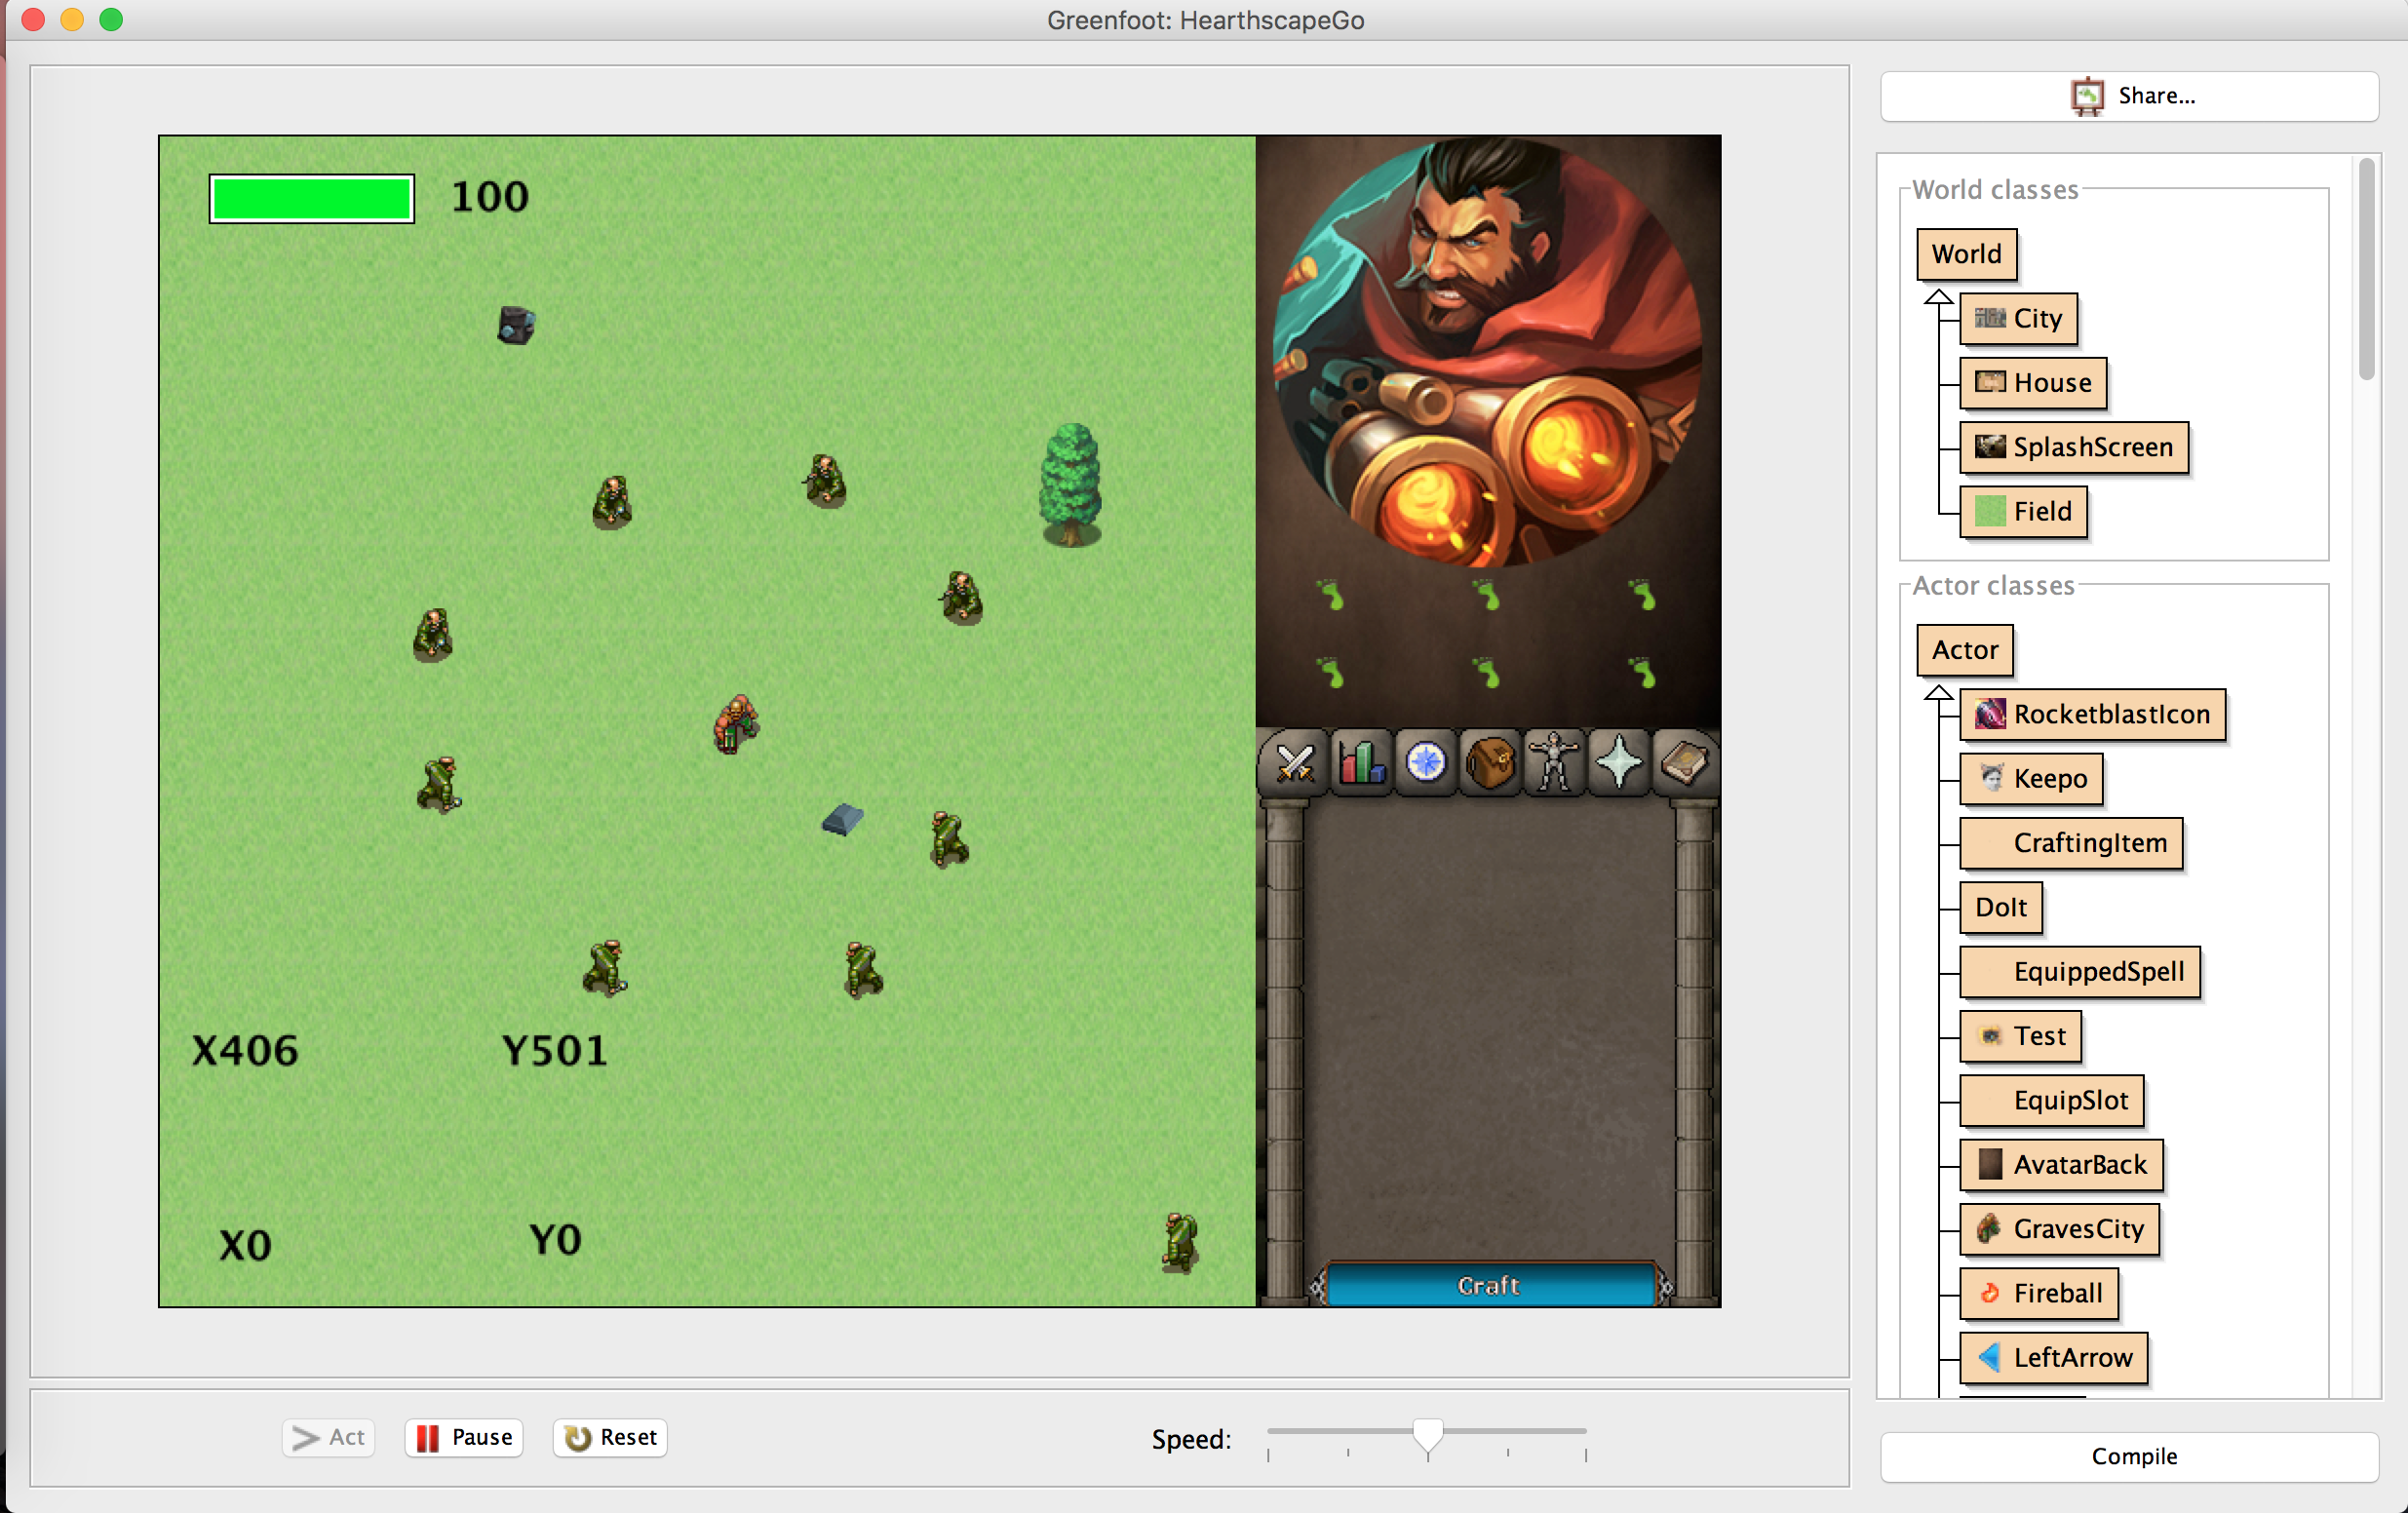 Greenfoot: HearthscapeGo
Share...
100
World classes
World
City
House
SplashScreen
Field
Actor classes
Actor
RocketblastIcon
Keepo
CraftingItem
DoIt
EquippedSpell
Test
EquipSlot
AvatarBack
GravesCity
Fireball
LeftArrow
X406 Y501
X0 Y0
Craft
Act Pause Reset Speed:
Compile